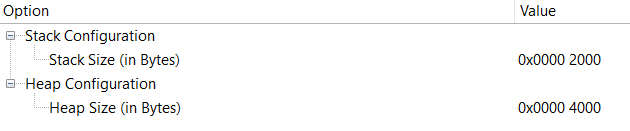 Option Value
Stack Configuration
Stack Size (in Bytes) 0x0000 2000
Heap Configuration
Heap Size (in Bytes) 0x0000 4000